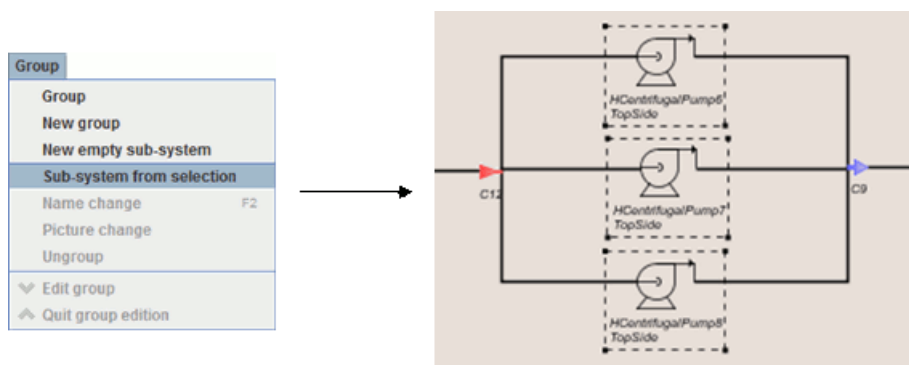 Group
Group
New group
New empty sub-system
Sub-system from selection
Name change F2
Picture change
Ungroup
Edit group
Quit group edition
HCentrifugalPump6
TopSide
C12
C9
HCentrifugalPump7
TopSide
HCentrifugalPump8
TopSide